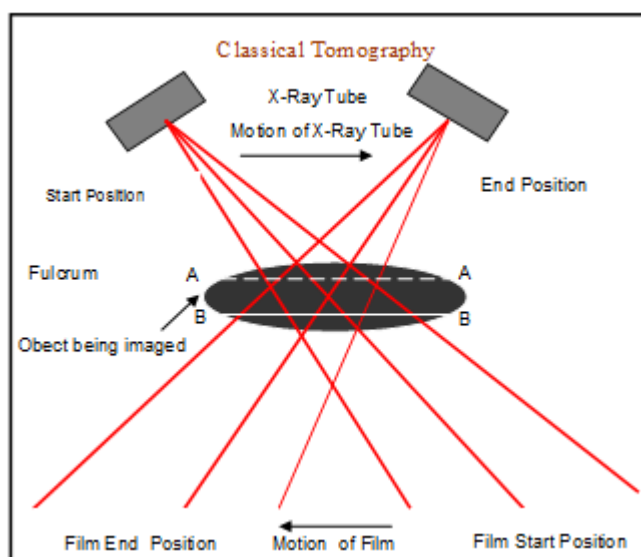 Classical Tomography
X-Ray Tube
Motion of X-Ray Tube
Start Position
End Position
Fulcrum
A
A
B
B
Obect being imaged
Film End Position
Motion of Film
Film Start Position